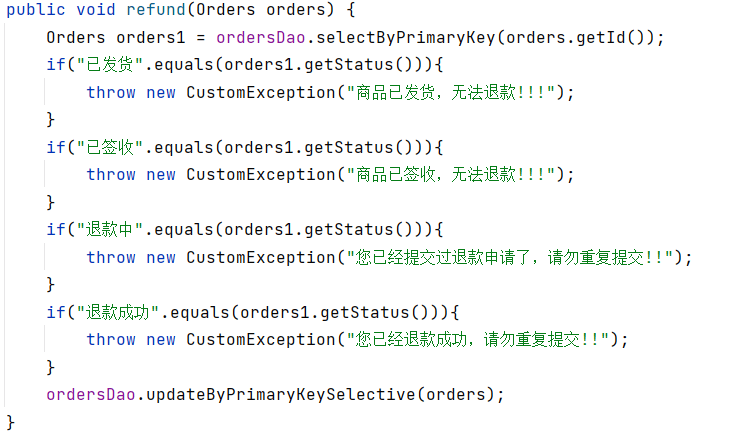 public void refund(Orders orders) {
    Orders orders1 = ordersDao.selectByPrimaryKey(orders.getId());
    if("已发货".equals(orders1.getStatus())){
        throw new CustomException("商品已发货，无法退款!!!");
    }
    if("已签收".equals(orders1.getStatus())){
        throw new CustomException("商品已签收，无法退款!!!");
    }
    if("退款中".equals(orders1.getStatus())){
        throw new CustomException("您已经提交过退款申请了，请勿重复提交!!");
    }
    if("退款成功".equals(orders1.getStatus())){
        throw new CustomException("您已经退款成功，请勿重复提交!!");
    }
    ordersDao.updateByPrimaryKeySelective(orders);
}